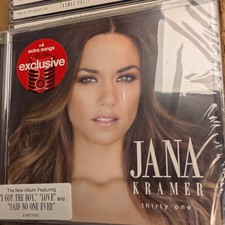 +4
extra songs
exclusive
JANA
KRAMER
thirty one
The New Album Featuring
"I GOT THE BOY," "LOVE" and
"SAID NO ONE EVER"